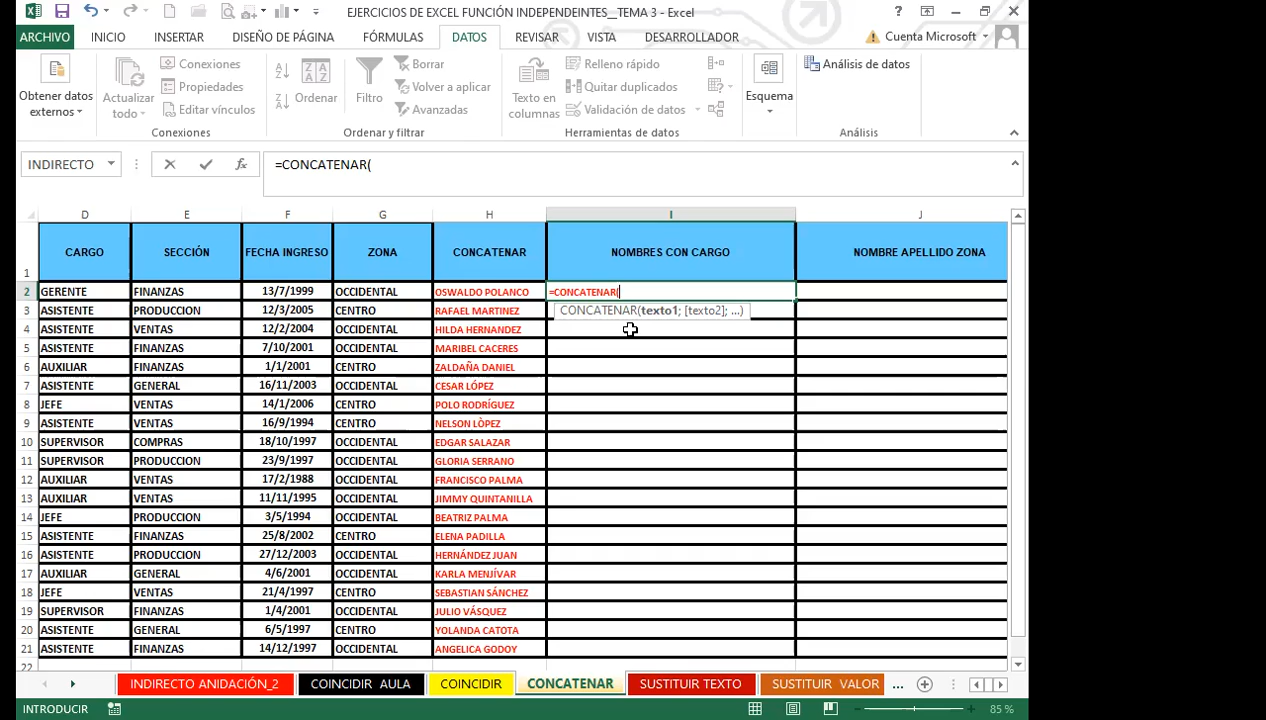 EJERCICIOS DE EXCEL FUNCIÓN INDEPENDEINTES__TEMA 3 - Excel
ARCHIVO INICIO INSERTAR DISEÑO DE PÁGINA FÓRMULAS DATOS REVISAR VISTA DESARROLLADOR Cuenta Microsoft
Obtener datos externos
Actualizar todo
Conexiones
Propiedades
Editar vínculos
Conexiones
Ordenar
Filtro
Borrar
Volver a aplicar
Avanzadas
Ordenar y filtrar
Texto en columnas
Relleno rápido
Quitar duplicados
Validación de datos
Herramientas de datos
Esquema
Análisis de datos
Análisis
INDIRECTO fx =CONCATENAR(
D E F G H I J
1 CARGO SECCIÓN FECHA INGRESO ZONA CONCATENAR NOMBRES CON CARGO NOMBRE APELLIDO ZONA
2 GERENTE FINANZAS 13/7/1999 OCCIDENTAL OSWALDO POLANCO =CONCATENAR(
CONCATENAR(texto1; [texto2]; ...)
3 ASISTENTE PRODUCCION 12/3/2005 CENTRO RAFAEL MARTINEZ
4 ASISTENTE VENTAS 12/2/2004 OCCIDENTAL HILDA HERNANDEZ
5 ASISTENTE FINANZAS 7/10/2001 OCCIDENTAL MARIBEL CACERES
6 AUXILIAR FINANZAS 1/1/2001 CENTRO ZALDAÑA DANIEL
7 ASISTENTE GENERAL 16/11/2003 OCCIDENTAL CESAR LÓPEZ
8 JEFE VENTAS 14/1/2006 CENTRO POLO RODRÍGUEZ
9 ASISTENTE VENTAS 16/9/1994 CENTRO NELSON LÒPEZ
10 SUPERVISOR COMPRAS 18/10/1997 OCCIDENTAL EDGAR SALAZAR
11 SUPERVISOR PRODUCCION 23/9/1997 OCCIDENTAL GLORIA SERRANO
12 AUXILIAR VENTAS 17/2/1988 OCCIDENTAL FRANCISCO PALMA
13 AUXILIAR VENTAS 11/11/1995 OCCIDENTAL JIMMY QUINTANILLA
14 JEFE PRODUCCION 3/5/1994 OCCIDENTAL BEATRIZ PALMA
15 ASISTENTE FINANZAS 25/8/2002 CENTRO ELENA PADILLA
16 ASISTENTE PRODUCCION 27/12/2003 OCCIDENTAL HERNÁNDEZ JUAN
17 AUXILIAR GENERAL 4/6/2001 OCCIDENTAL KARLA MENJÍVAR
18 JEFE VENTAS 21/4/1997 CENTRO SEBASTIAN SÁNCHEZ
19 SUPERVISOR FINANZAS 1/4/2001 OCCIDENTAL JULIO VÁSQUEZ
20 ASISTENTE GENERAL 6/5/1997 CENTRO YOLANDA CATOTA
21 ASISTENTE FINANZAS 14/12/1997 OCCIDENTAL ANGELICA GODOY
22
INDIRECTO ANIDACIÓN_2 COINCIDIR AULA COINCIDIR CONCATENAR SUSTITUIR TEXTO SUSTITUIR VALOR ...
INTRODUCIR 85 %